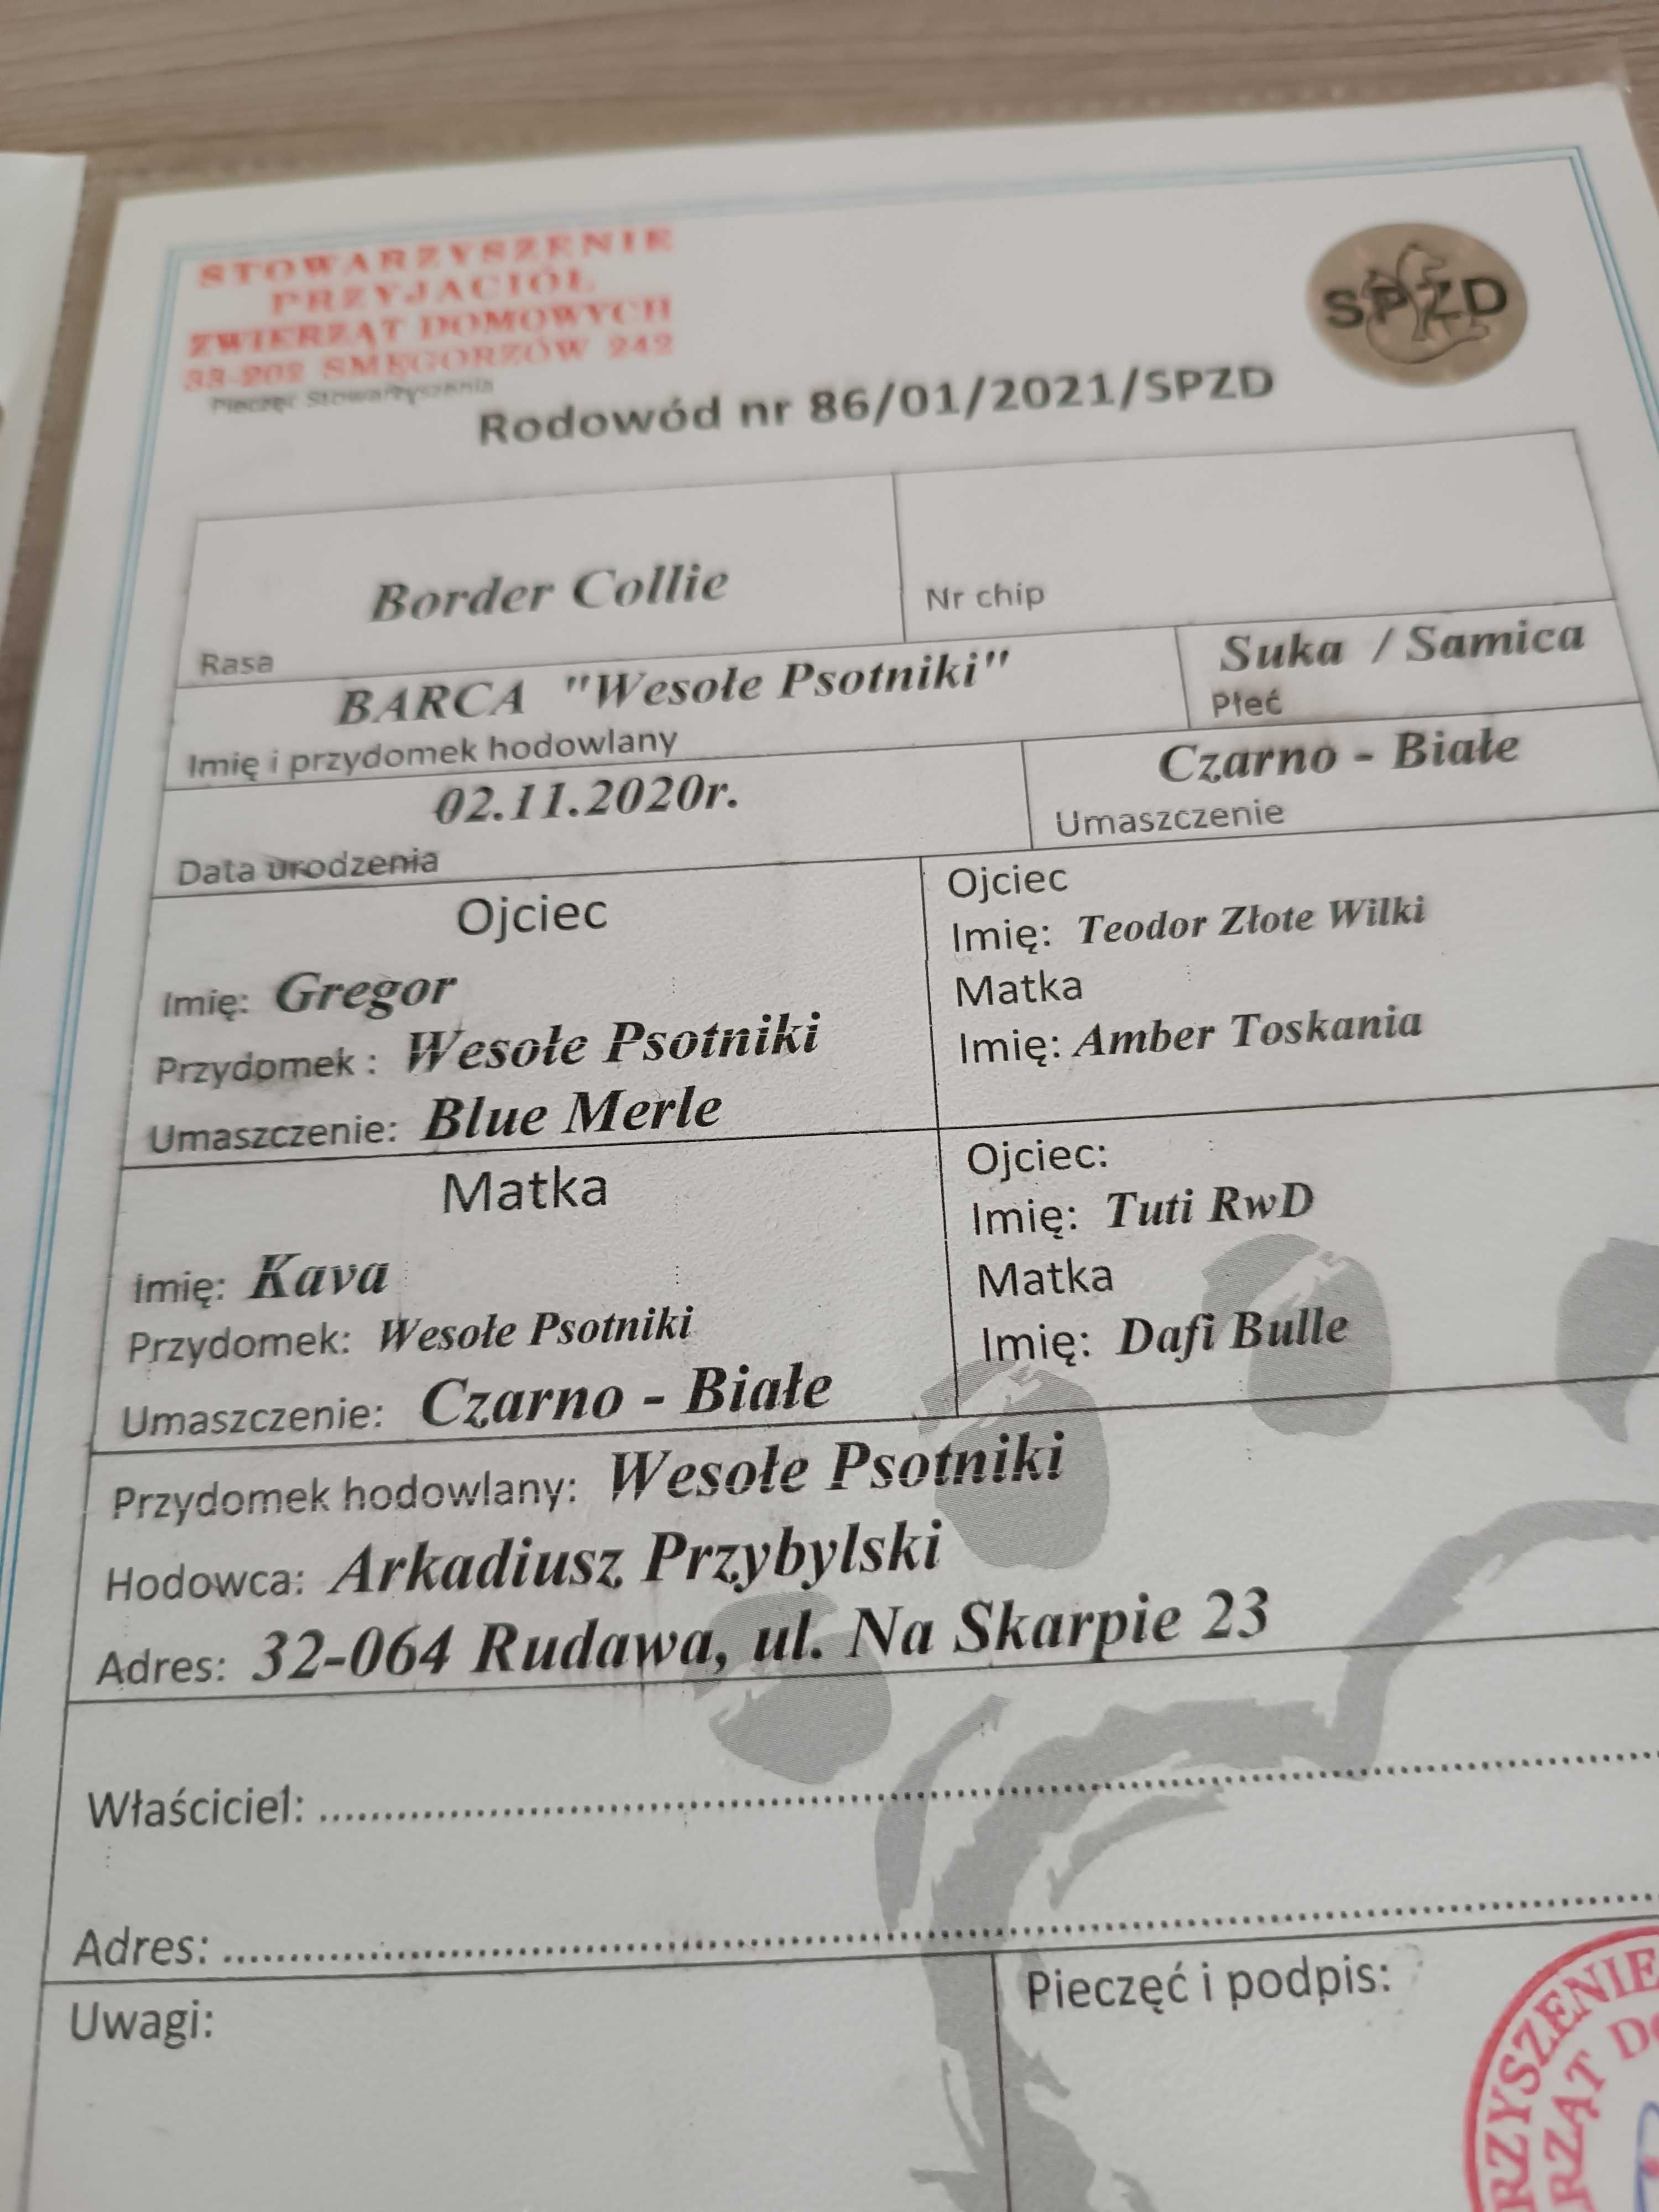 STOWARZYSZENIE
PRZYJACIÓŁ
ZWIERZĄT DOMOWYCH
33-202 SMĘGORZÓW 242
Pieczęć Stowarzyszenia
SPZD
Rodowód nr 86/01/2021/SPZD
Border Collie
Rasa
Nr chip
BARCA "Wesołe Psotniki"
Imię i przydomek hodowlany
Suka / Samica
Płeć
02.11.2020r.
Data urodzenia
Czarno - Białe
Umaszczenie
Ojciec
Imię: Gregor
Przydomek : Wesołe Psotniki
Umaszczenie: Blue Merle
Ojciec
Imię: Teodor Złote Wilki
Matka
Imię: Amber Toskania
Matka
Imię: Kava
Przydomek: Wesołe Psotniki
Umaszczenie: Czarno - Białe
Ojciec:
Imię: Tuti RwD
Matka
Imię: Dafi Bulle
Przydomek hodowlany: Wesołe Psotniki
Hodowca: Arkadiusz Przybylski
Adres: 32-064 Rudawa, ul. Na Skarpie 23
Właściciel:
Adres:
Uwagi:
Pieczęć i podpis: